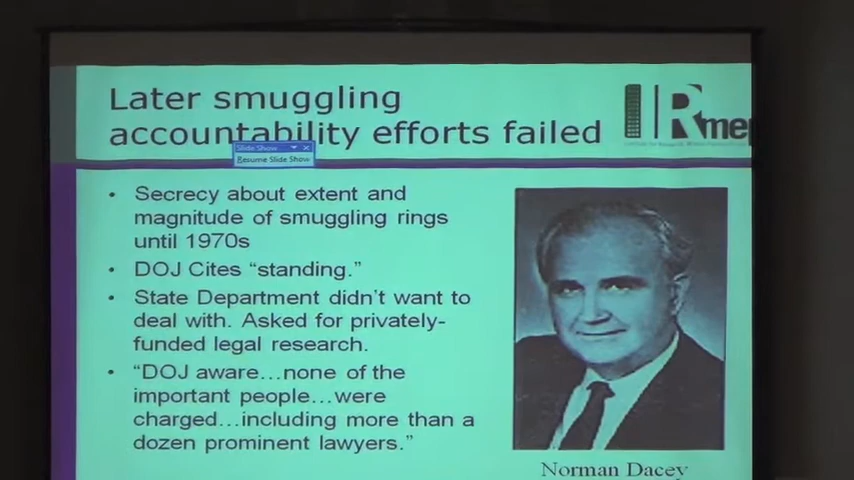 Later smuggling
accountability efforts failed
IRmep
Slide Show
Resume Slide Show
• Secrecy about extent and
magnitude of smuggling rings
until 1970s
• DOJ Cites “standing.”
• State Department didn’t want to
deal with. Asked for privately-
funded legal research.
• “DOJ aware…none of the
important people…were
charged…including more than a
dozen prominent lawyers.”
Norman Dacey